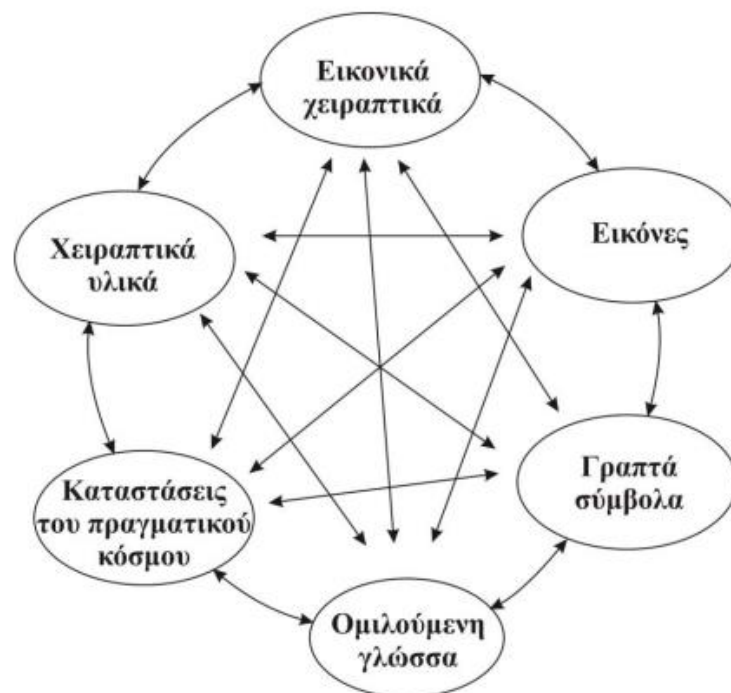 Εικονικά
χειραπτικά
Εικόνες
Χειραπτικά
υλικά
Γραπτά
σύμβολα
Καταστάσεις
του πραγματικού
κόσμου
Ομιλούμενη
γλώσσα